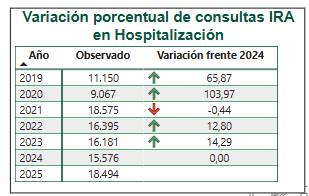 Variación porcentual de consultas IRA
en Hospitalización
Año Observado Variación frente 2024
2019 11.150 65,87
2020 9.067 103,97
2021 18.575 -0,44
2022 16.395 12,80
2023 16.181 14,29
2024 15.576 0,00
2025 18.494